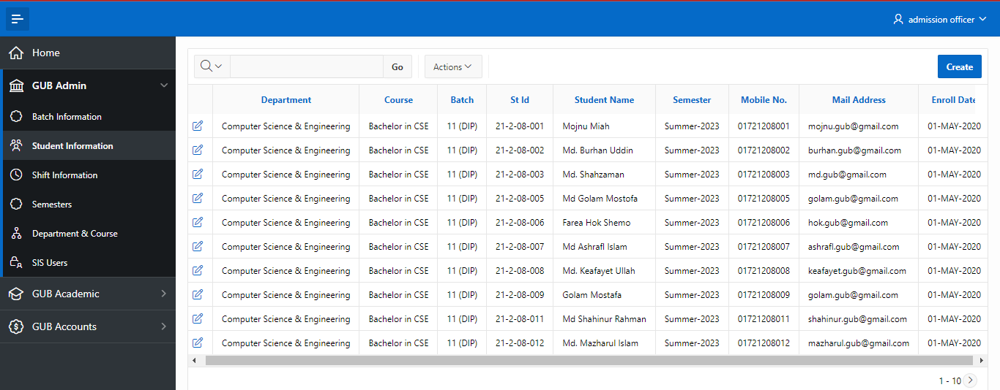 admission officer
Home
GUB Admin
Batch Information
Student Information
Shift Information
Semesters
Department & Course
SIS Users
GUB Academic
GUB Accounts
Go Actions Create
Department Course Batch St Id Student Name Semester Mobile No. Mail Address Enroll Date
Computer Science & Engineering Bachelor in CSE 11 (DIP) 21-2-08-001 Mojnu Miah Summer-2023 01721208001 mojnu.gub@gmail.com 01-MAY-2020
Computer Science & Engineering Bachelor in CSE 11 (DIP) 21-2-08-002 Md. Burhan Uddin Summer-2023 01721208002 burhan.gub@gmail.com 01-MAY-2020
Computer Science & Engineering Bachelor in CSE 11 (DIP) 21-2-08-003 Md. Shahzaman Summer-2023 01721208003 md.gub@gmail.com 01-MAY-2020
Computer Science & Engineering Bachelor in CSE 11 (DIP) 21-2-08-005 Md Golam Mostofa Summer-2023 01721208005 golam.gub@gmail.com 01-MAY-2020
Computer Science & Engineering Bachelor in CSE 11 (DIP) 21-2-08-006 Farea Hok Shemo Summer-2023 01721208006 hok.gub@gmail.com 01-MAY-2020
Computer Science & Engineering Bachelor in CSE 11 (DIP) 21-2-08-007 Md Ashrafl Islam Summer-2023 01721208007 ashrafl.gub@gmail.com 01-MAY-2020
Computer Science & Engineering Bachelor in CSE 11 (DIP) 21-2-08-008 Md. Keafayet Ullah Summer-2023 01721208008 keafayet.gub@gmail.com 01-MAY-2020
Computer Science & Engineering Bachelor in CSE 11 (DIP) 21-2-08-009 Golam Mostafa Summer-2023 01721208009 golam.gub@gmail.com 01-MAY-2020
Computer Science & Engineering Bachelor in CSE 11 (DIP) 21-2-08-011 Md Shahinur Rahman Summer-2023 01721208011 shahinur.gub@gmail.com 01-MAY-2020
Computer Science & Engineering Bachelor in CSE 11 (DIP) 21-2-08-012 Md. Mazharul Islam Summer-2023 01721208012 mazharul.gub@gmail.com 01-MAY-2020
1 - 10